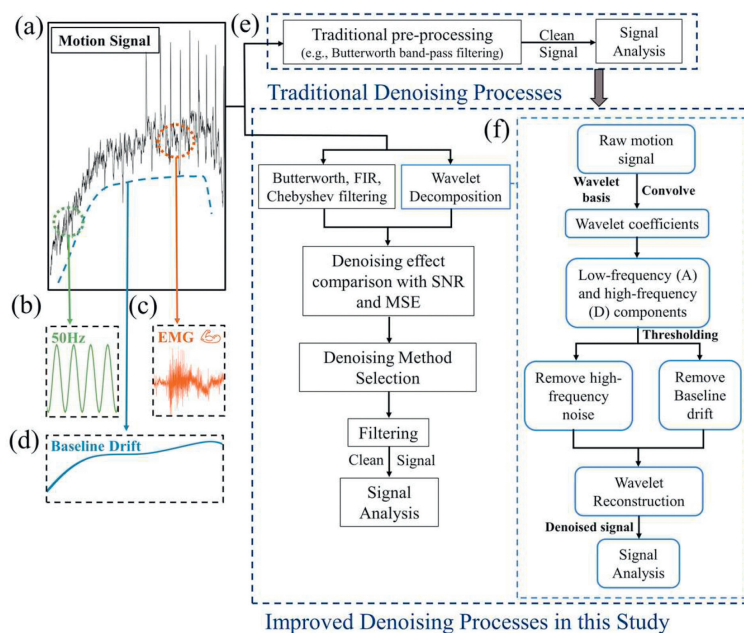 (a)
Motion Signal
(b)
50Hz
(c)
EMG
(d)
Baseline Drift
(e)
Traditional pre-processing
(e.g., Butterworth band-pass filtering)
Clean
Signal
Signal
Analysis
Traditional Denoising Processes
Butterworth, FIR,
Chebyshev filtering
Wavelet
Decomposition
Denoising effect
comparison with SNR
and MSE
Denoising Method
Selection
Filtering
Clean Signal
Signal
Analysis
(f)
Raw motion
signal
Wavelet
basis
Convolve
Wavelet coefficients
Low-frequency (A)
and high-frequency
(D) components
Thresholding
Remove high-
frequency
noise
Remove
Baseline
drift
Wavelet
Reconstruction
Denoised signal
Signal
Analysis
Improved Denoising Processes in this Study